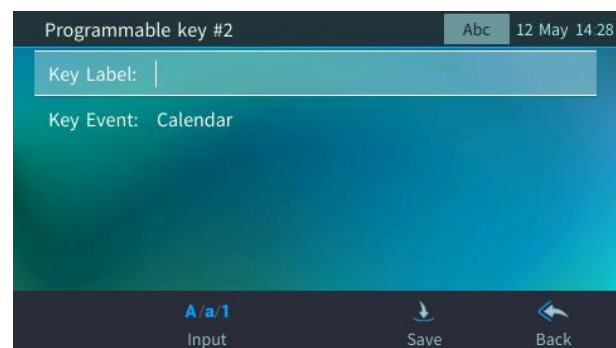 Programmable key #2 Abc 12 May 14:28
Key Label:
Key Event: Calendar
A/a/1
Input Save Back